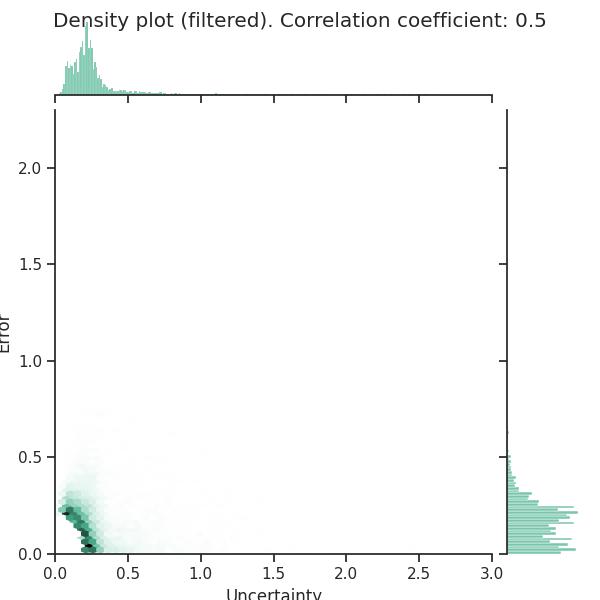 Density plot (filtered). Correlation coefficient: 0.5
2.0
1.5
1.0
0.5
0.0
Error
0.0 0.5 1.0 1.5 2.0 2.5 3.0
Uncertainty